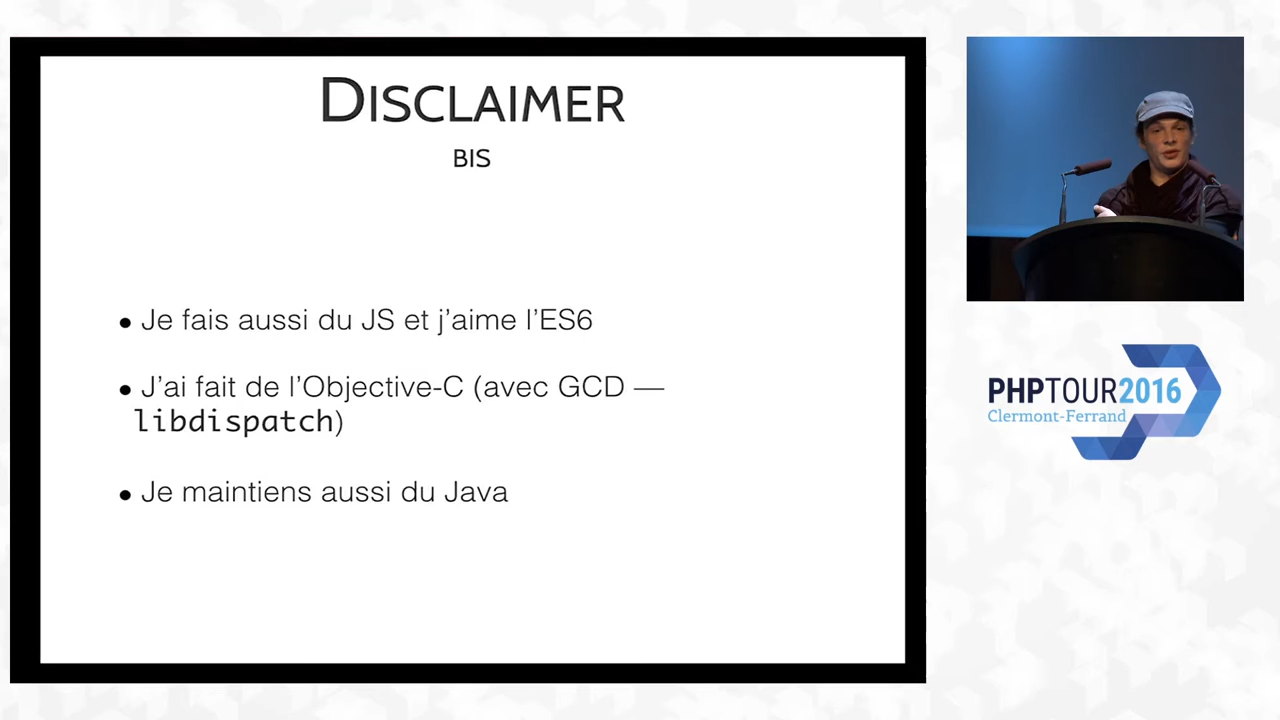 DISCLAIMER
BIS
• Je fais aussi du JS et j’aime l’ES6
• J’ai fait de l’Objective-C (avec GCD —
libdispatch)
• Je maintiens aussi du Java
PHPTOUR2016
Clermont-Ferrand